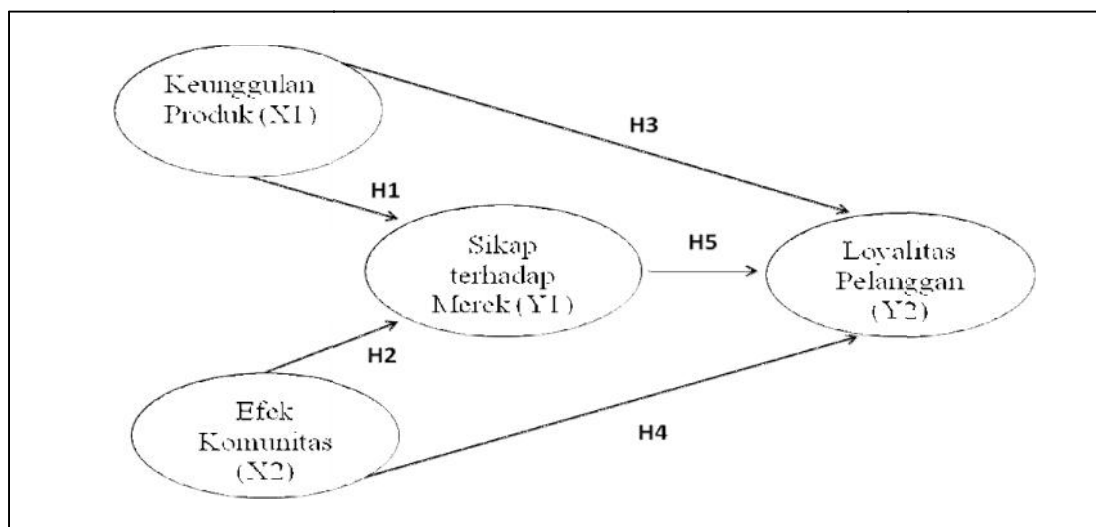 Keunggulan
Produk (X1)
H3
H1
Sikap
terhadap
Merek (Y1)
H5
Loyalitas
Pelanggan
(Y2)
H2
Efek
Komunitas
(X2)
H4